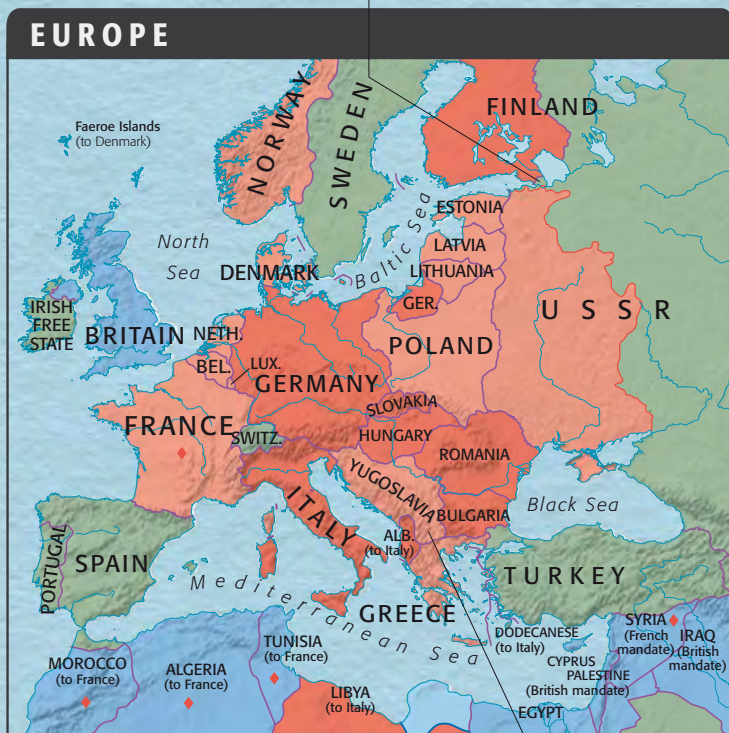 EUROPE
FINLAND
NORWAY
SWEDEN
Faeroe Islands
(to Denmark)
ESTONIA
North
Sea
Baltic Sea
LATVIA
DENMARK
LITHUANIA
GER.
USSR
IRISH
FREE
STATE
BRITAIN
NETH.
POLAND
BEL.
LUX.
GERMANY
SLOVAKIA
FRANCE
SWITZ.
HUNGARY
ROMANIA
YUGOSLAVIA
ITALY
Black Sea
BULGARIA
ALB.
(to Italy)
PORTUGAL
SPAIN
TURKEY
Mediterranean Sea
GREECE
DODECANESE
(to Italy)
SYRIA
(French
mandate)
IRAQ
(British
mandate)
CYPRUS
PALESTINE
(British mandate)
MOROCCO
(to France)
ALGERIA
(to France)
TUNISIA
(to France)
LIBYA
(to Italy)
EGYPT